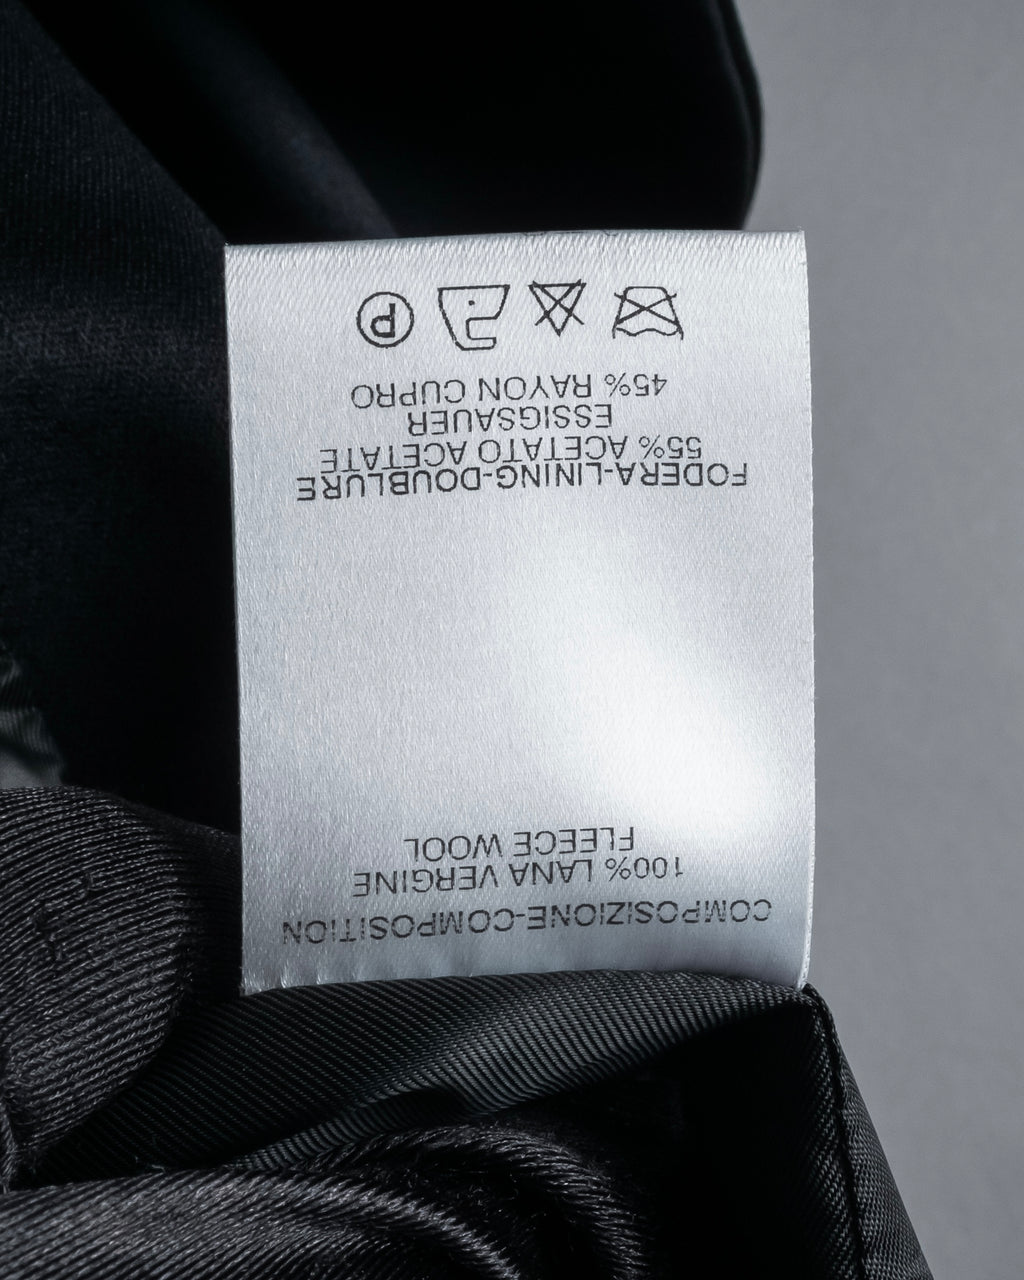 COMPOSIZIONE-COMPOSITION
100% LANA VERGINE
FLEECE WOOL
FODERA-LINING-DOUBLURE
55% ACETATO ACETATE
ESSIGSAUER
45% RAYON CUPRO
P